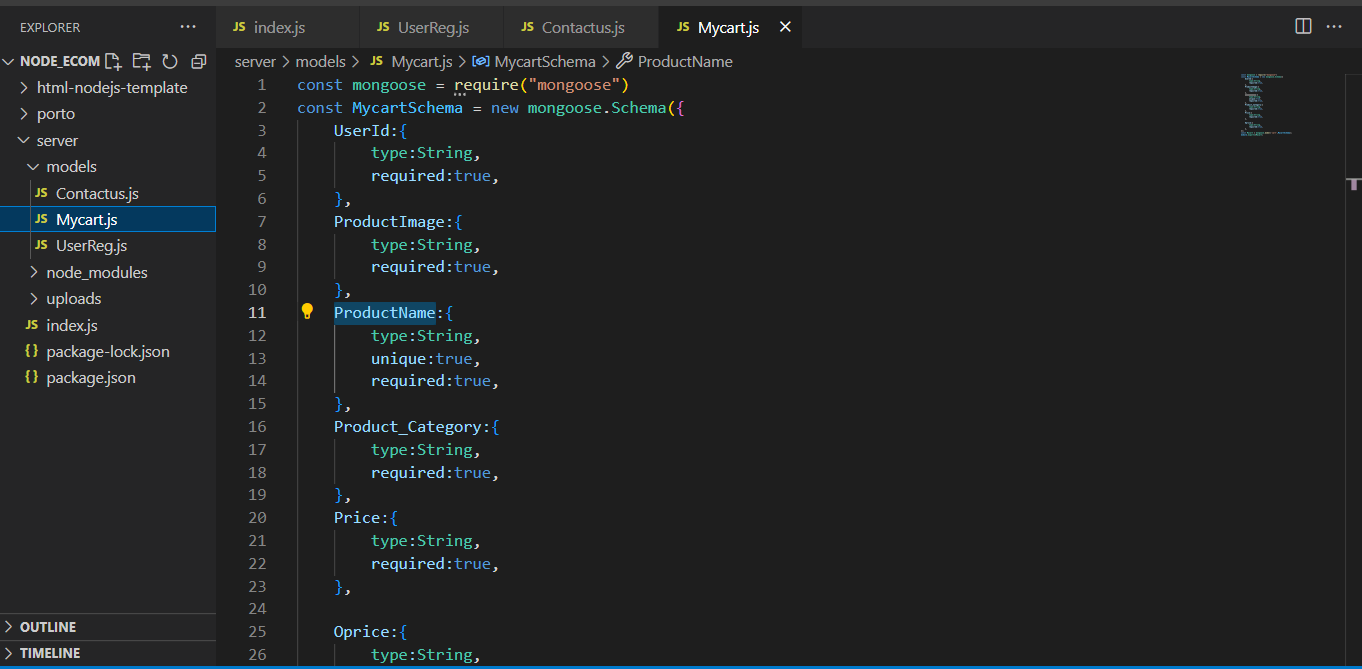 EXPLORER
NODE_ECOM
html-nodejs-template
porto
server
models
JS Contactus.js
JS Mycart.js
JS UserReg.js
node_modules
uploads
JS index.js
{} package-lock.json
{} package.json
OUTLINE
TIMELINE
JS index.js JS UserReg.js JS Contactus.js JS Mycart.js
server > models > JS Mycart.js > MycartSchema > ProductName
1 const mongoose = require("mongoose")
2 const MycartSchema = new mongoose.Schema({
3 UserId:{
4 type:String,
5 required:true,
6 },
7 ProductImage:{
8 type:String,
9 required:true,
10 },
11 ProductName:{
12 type:String,
13 unique:true,
14 required:true,
15 },
16 Product_Category:{
17 type:String,
18 required:true,
19 },
20 Price:{
21 type:String,
22 required:true,
23 },
24
25 Oprice:{
26 type:String,